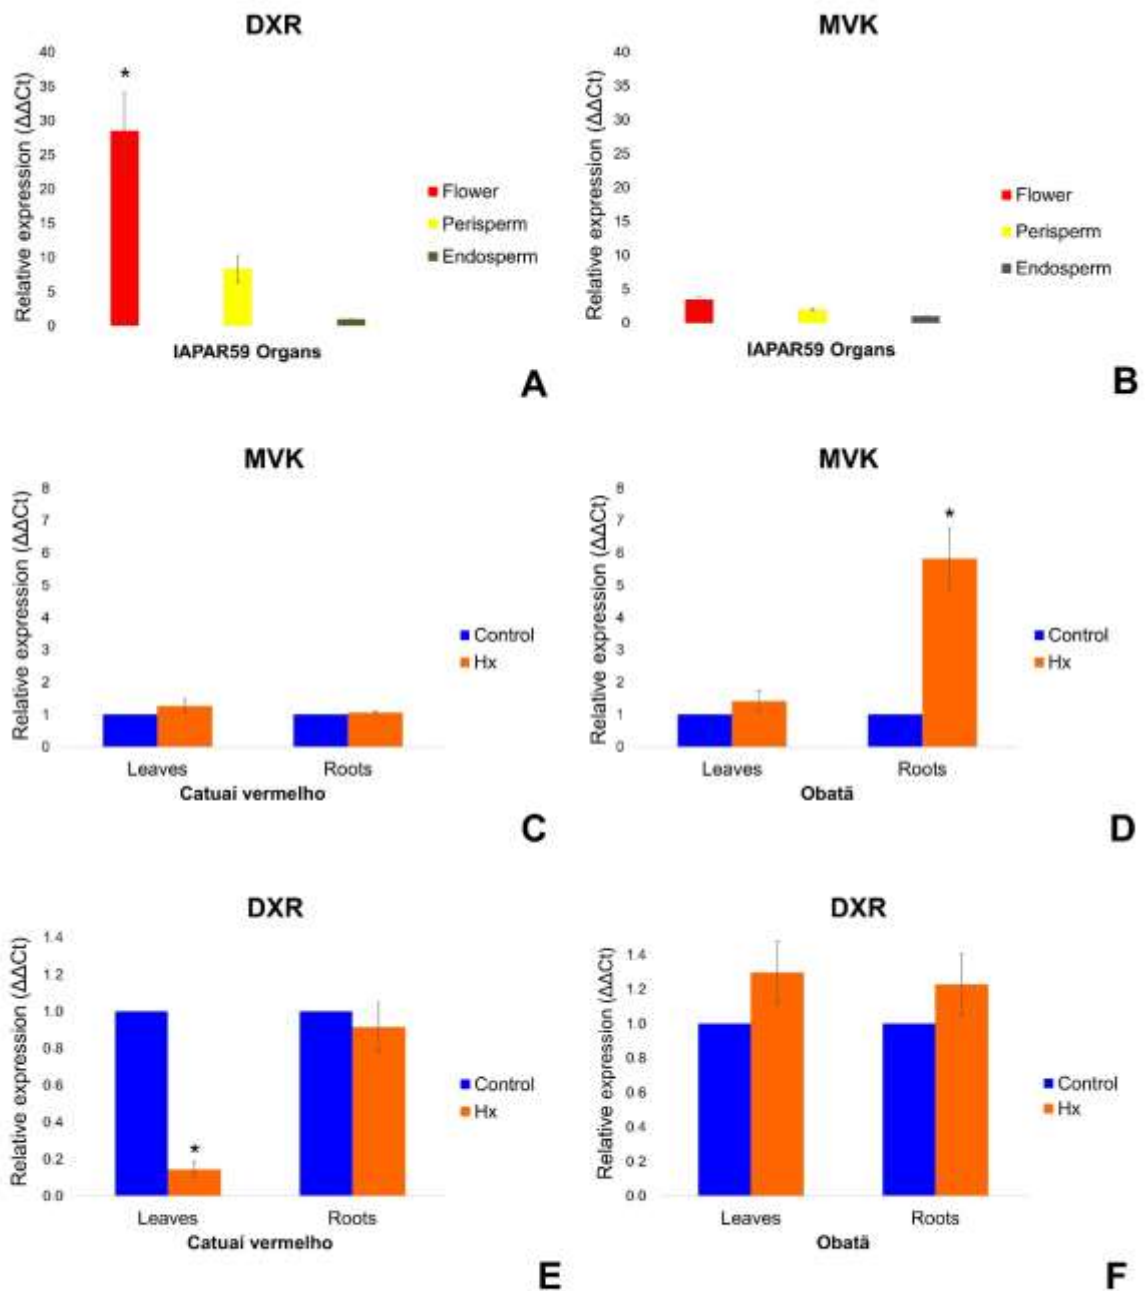 DXR
Relative expression (ΔΔCt)
40
35
30
25
20
15
10
5
0
*
Flower
Perisperm
Endosperm
IAPAR59 Organs
A
MVK
Relative expression (ΔΔCt)
40
35
30
25
20
15
10
5
0
Flower
Perisperm
Endosperm
IAPAR59 Organs
B
MVK
Relative expression (ΔΔCt)
8
7
6
5
4
3
2
1
0
Control
Hx
Leaves Roots
Catuaí vermelho
C
MVK
Relative expression (ΔΔCt)
8
7
6
5
4
3
2
1
0
*
Control
Hx
Leaves Roots
Obatã
D
DXR
Relative expression (ΔΔCt)
1.4
1.2
1.0
0.8
0.6
0.4
0.2
0.0
*
Control
Hx
Leaves Roots
Catuaí vermelho
E
DXR
Relative expression (ΔΔCt)
1.4
1.2
1.0
0.8
0.6
0.4
0.2
0.0
Control
Hx
Leaves Roots
Obatã
F